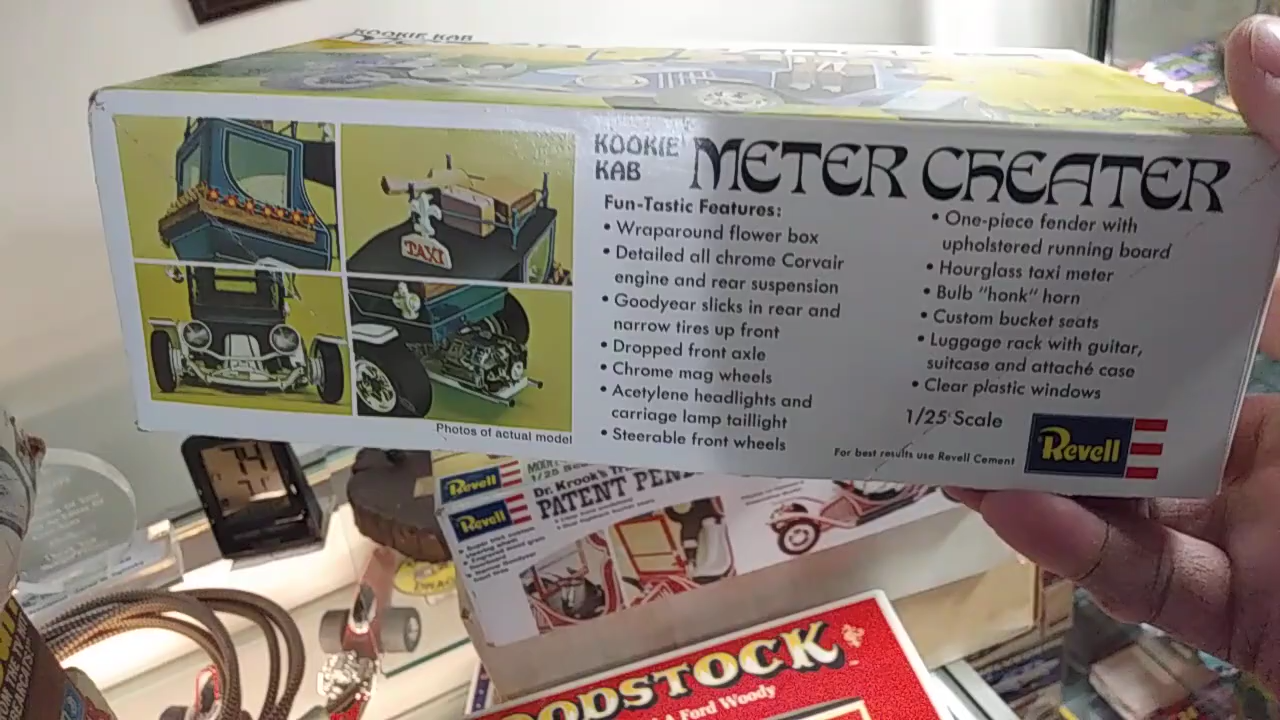 KOOKIE KAB
KOOKIE
KAB
METER CHEATER
Fun-Tastic Features:
• Wraparound flower box
• Detailed all chrome Corvair
engine and rear suspension
• Goodyear slicks in rear and
narrow tires up front
• Dropped front axle
• Chrome mag wheels
• Acetylene headlights and
carriage lamp taillight
• Steerable front wheels
• One-piece fender with
upholstered running board
• Hourglass taxi meter
• Bulb "honk" horn
• Custom bucket seats
• Luggage rack with guitar,
suitcase and attaché case
• Clear plastic windows
1/25 Scale
For best results use Revell Cement
Revell
TAXI
Photos of actual model
Revell
Revell
1/25
Dr. Krook's
PATENT PEN
OODSTOCK
Ford Woody